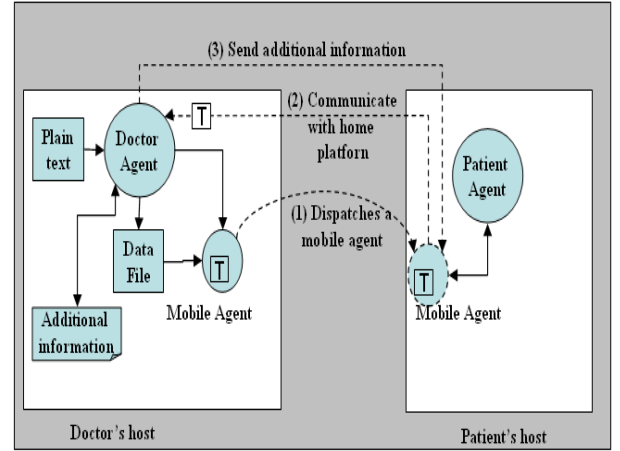 (3) Send additional information
(2) Communicate
with home
platforn
T
Plain
text
Doctor
Agent
Patient
Agent
(1) Dispatches a
mobile agent
Data
File
T
Mobile Agent
T
Mobile Agent
Additional
information
Doctor's host
Patient's host